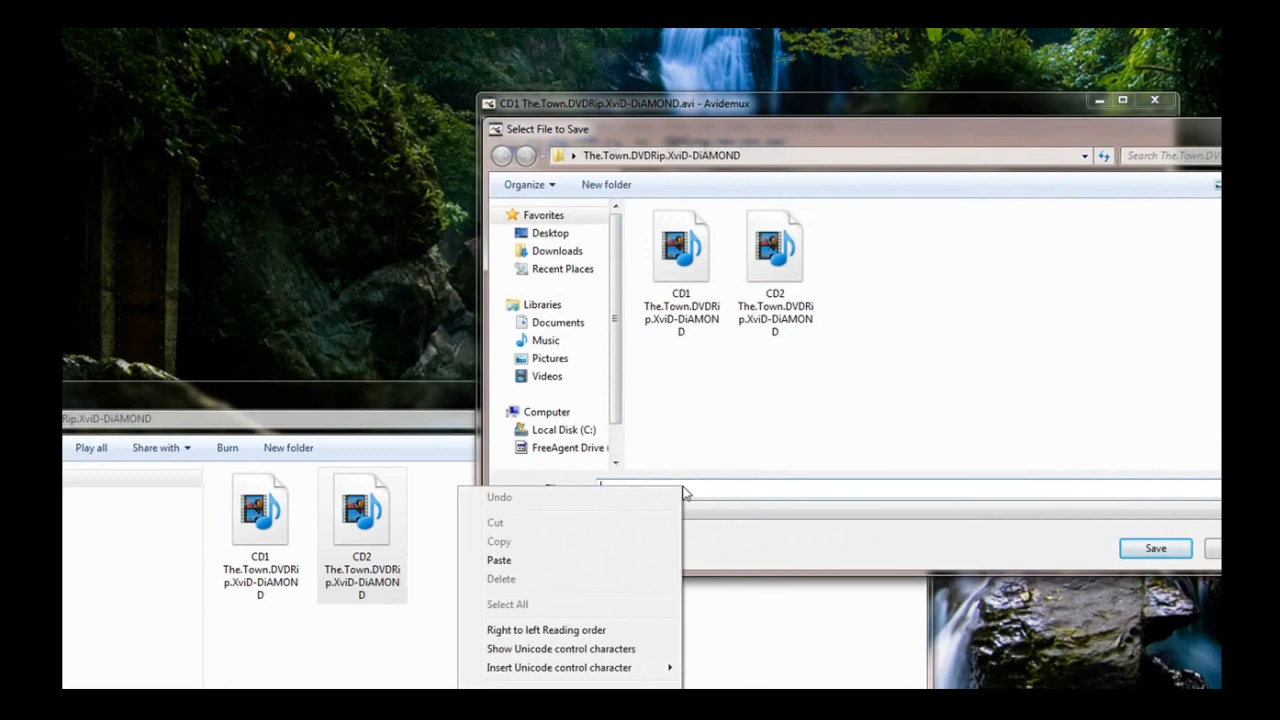 CD1 The.Town.DVDRip.XviD-DiAMOND.avi - Avidemux
Select File to Save
The.Town.DVDRip.XviD-DiAMOND
Search The.Town.DV
Organize
New folder
Favorites
Desktop
Downloads
Recent Places
Libraries
Documents
Music
Pictures
Videos
Computer
Local Disk (C:)
FreeAgent Drive
CD1
The.Town.DVDRi
p.XviD-DiAMON
D
CD2
The.Town.DVDRi
p.XviD-DiAMON
D
Save
Rip.XviD-DiAMOND
Play all
Share with
Burn
New folder
CD1
The.Town.DVDRi
p.XviD-DiAMON
D
CD2
The.Town.DVDRi
p.XviD-DiAMON
D
Undo
Cut
Copy
Paste
Delete
Select All
Right to left Reading order
Show Unicode control characters
Insert Unicode control character